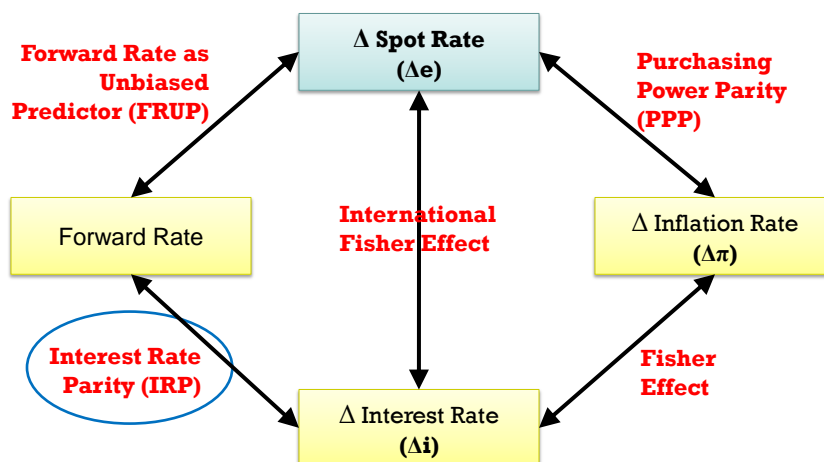 Forward Rate as
Unbiased
Predictor (FRUP)
Δ Spot Rate
(Δe)
Purchasing
Power Parity
(PPP)
Forward Rate
International
Fisher Effect
Δ Inflation Rate
(Δπ)
Interest Rate
Parity (IRP)
Fisher
Effect
Δ Interest Rate
(Δi)